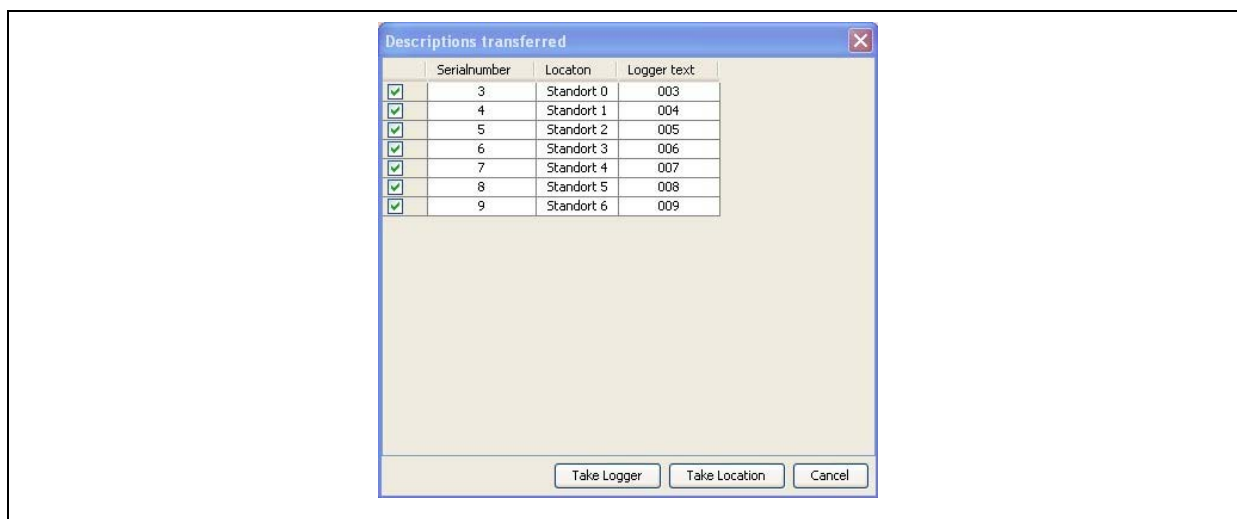 Descriptions transferred
Serialnumber Locaton Logger text
3 Standort 0 003
4 Standort 1 004
5 Standort 2 005
6 Standort 3 006
7 Standort 4 007
8 Standort 5 008
9 Standort 6 009
Take Logger Take Location Cancel